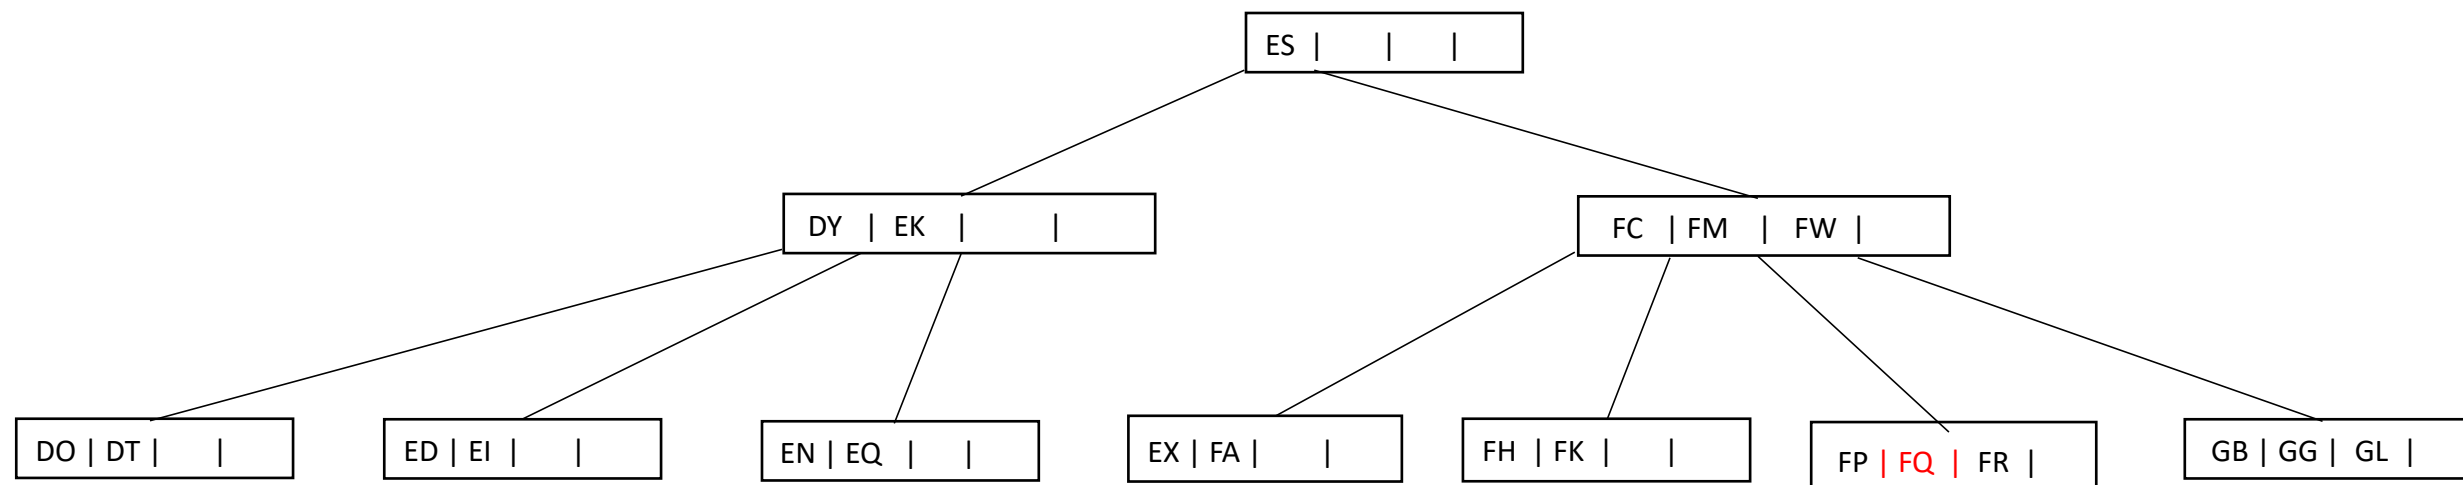 ES | | |
DY | EK | |
FC | FM | FW |
DO | DT | |
ED | EI | |
EN | EQ | |
EX | FA | |
FH | FK | |
FP | FQ | FR |
GB | GG | GL |